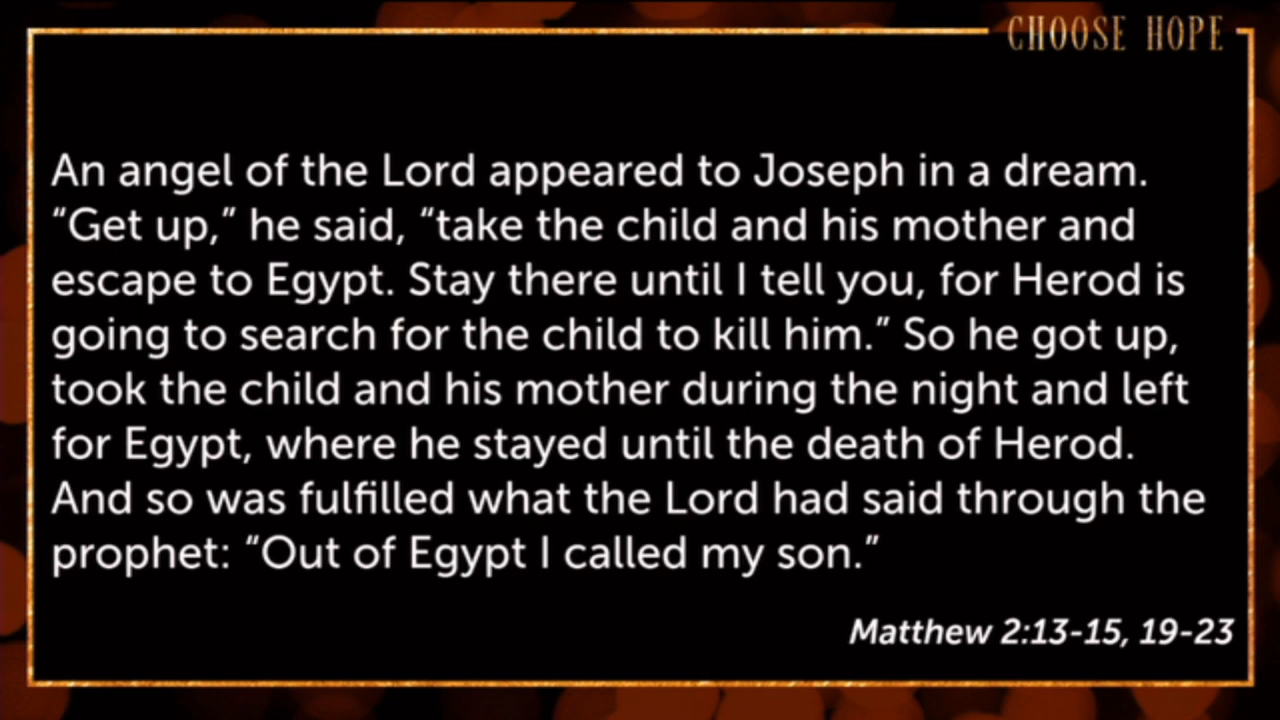 CHOOSE HOPE
An angel of the Lord appeared to Joseph in a dream.
“Get up,” he said, “take the child and his mother and
escape to Egypt. Stay there until I tell you, for Herod is
going to search for the child to kill him.” So he got up,
took the child and his mother during the night and left
for Egypt, where he stayed until the death of Herod.
And so was fulfilled what the Lord had said through the
prophet: “Out of Egypt I called my son.”
Matthew 2:13-15, 19-23